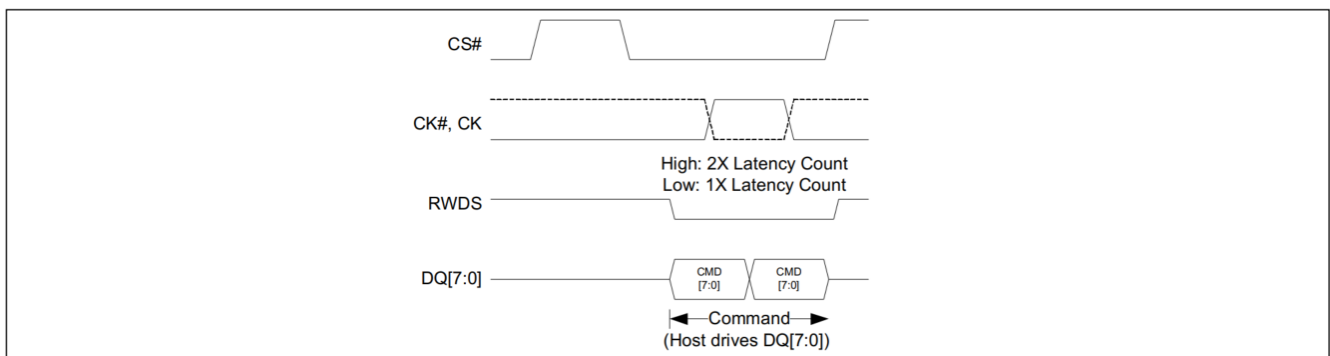 CS#
CK#, CK
High: 2X Latency Count
Low: 1X Latency Count
RWDS
DQ[7:0]
CMD
[7:0]
CMD
[7:0]
Command
(Host drives DQ[7:0])